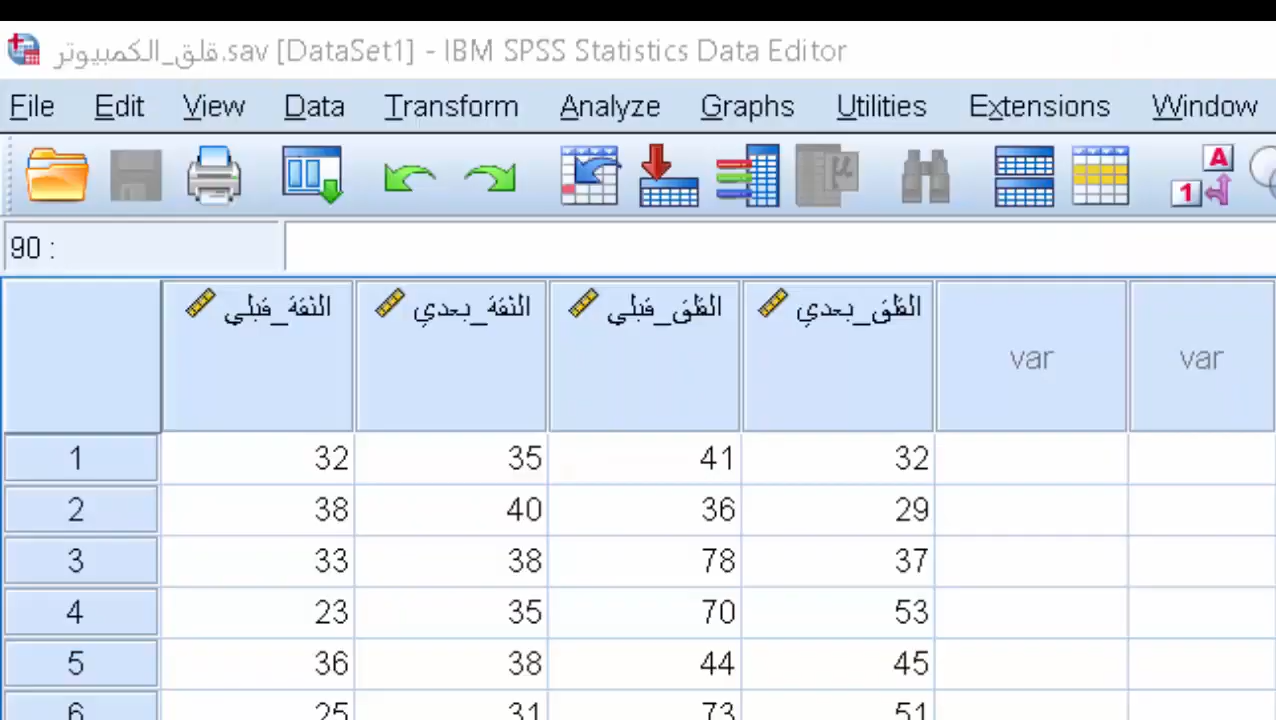 قلق_الكمبيوتر.sav [DataSet1] - IBM SPSS Statistics Data Editor
File Edit View Data Transform Analyze Graphs Utilities Extensions Window
A
µ
1
90 :
الثقة_قبلي الثقة_بعدي القلق_قبلي القلق_بعدي var var
1 32 35 41 32
2 38 40 36 29
3 33 38 78 37
4 23 35 70 53
5 36 38 44 45
6 25 31 73 51